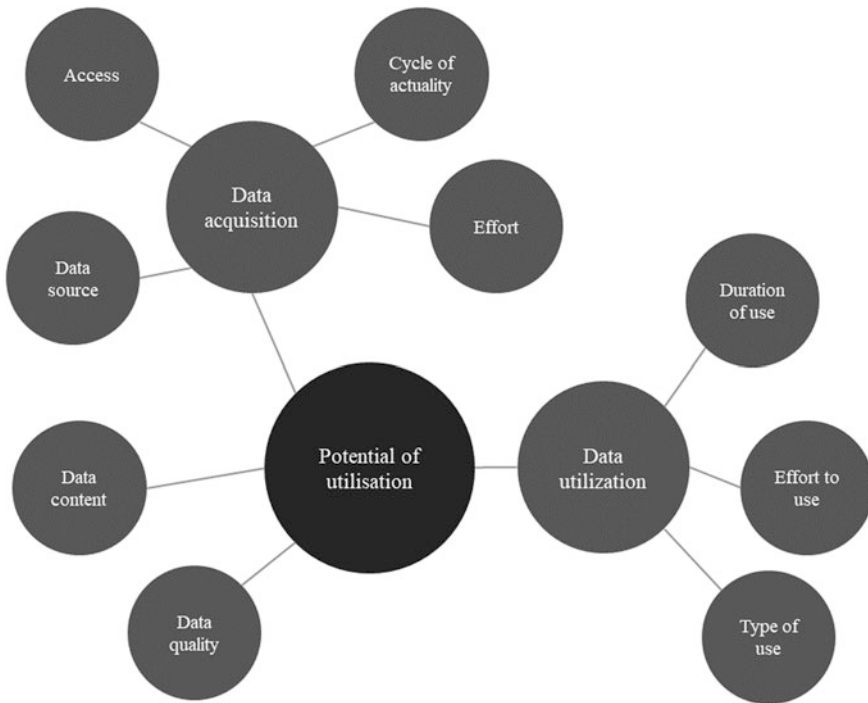 Access
Cycle of
actuality
Data
acquisition
Effort
Data
source
Duration
of use
Potential of
utilisation
Data
utilization
Data
content
Effort to
use
Data
quality
Type of
use